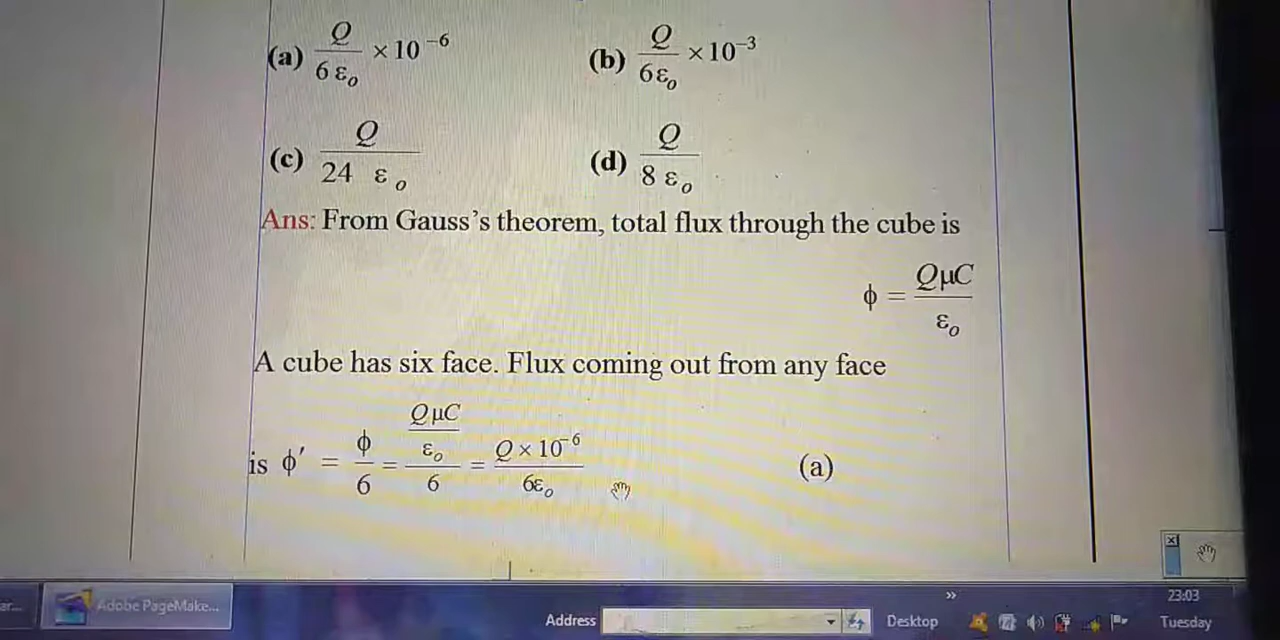 (a) Q/6ε₀ × 10⁻⁶ (b) Q/6ε₀ × 10⁻³
(c) Q/24 ε₀ (d) Q/8 ε₀
Ans: From Gauss's theorem, total flux through the cube is
ϕ = QμC/ε₀
A cube has six face. Flux coming out from any face
is ϕ′ = ϕ/6 = (QμC/ε₀)/6 = Q × 10⁻⁶/6ε₀ (a)
Adobe PageMake...
Address
Desktop
23:03
Tuesday